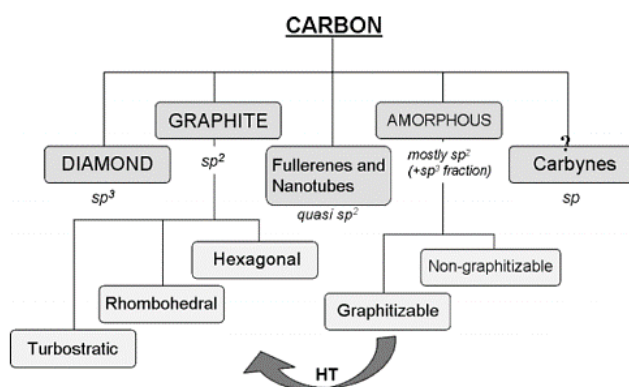 CARBON
GRAPHITE
AMORPHOUS
?
DIAMOND
sp²
Fullerenes and
Nanotubes
mostly sp²
(+sp³ fraction)
Carbynes
sp³
quasi sp²
sp
Hexagonal
Non-graphitizable
Rhombohedral
Graphitizable
Turbostratic
HT